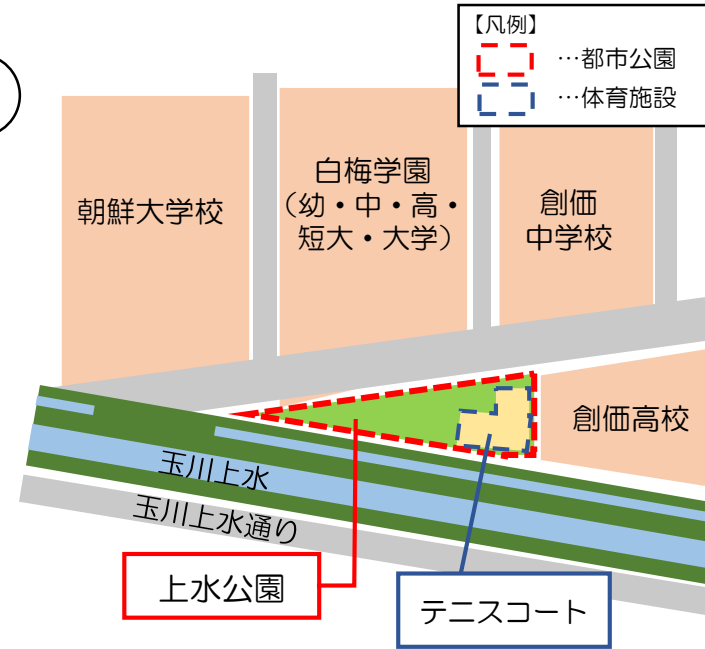 【凡例】
…都市公園
…体育施設
朝鮮大学校
白梅学園
（幼・中・高・
短大・大学）
創価
中学校
創価高校
玉川上水
玉川上水通り
上水公園
テニスコート